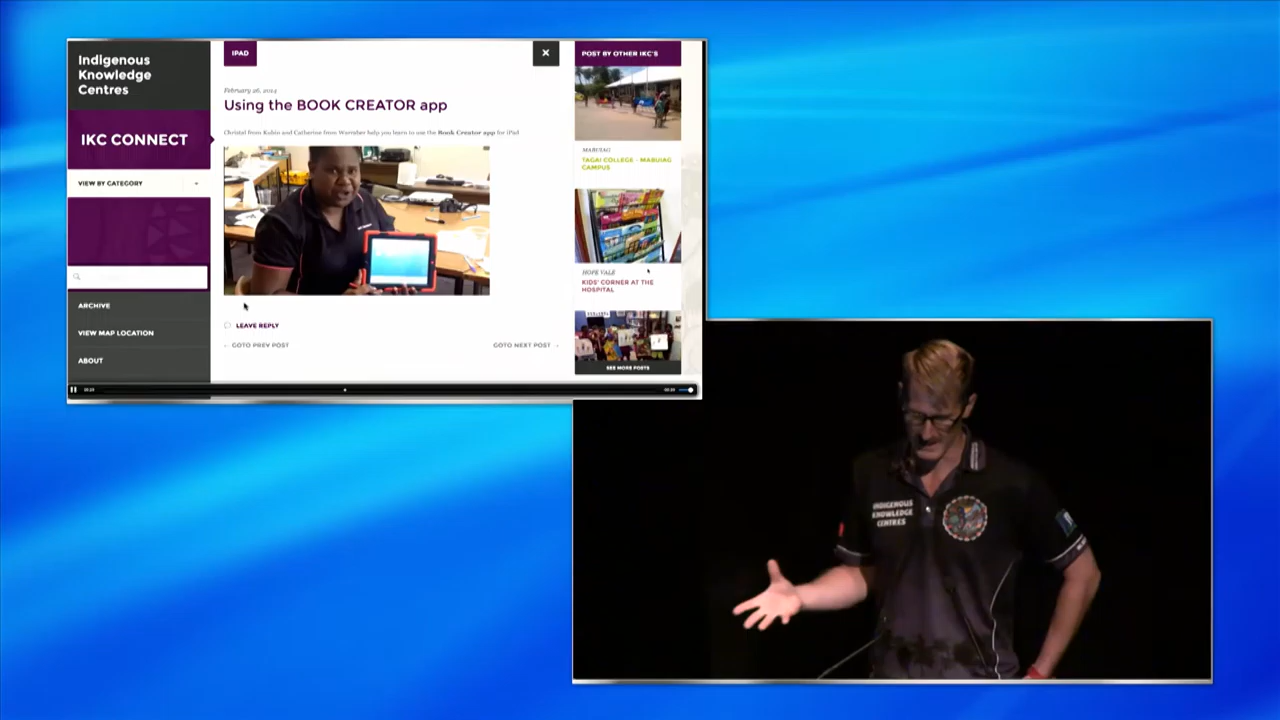 Indigenous
Knowledge
Centres
IKC CONNECT
VIEW BY CATEGORY
ARCHIVE
VIEW MAP LOCATION
ABOUT
IPAD
February 26, 2014
Using the BOOK CREATOR app
Christal from Kubin and Catherine from Warraber help you learn to use the Book Creator app for iPad
LEAVE REPLY
← GOTO PREV POST
GOTO NEXT POST →
POST BY OTHER IKC'S
MABUIAG
TAGAI COLLEGE - MABUIAG
CAMPUS
HOPE VALE
KIDS' CORNER AT THE
HOSPITAL
SEE MORE POSTS
INDIGENOUS
KNOWLEDGE
CENTRES